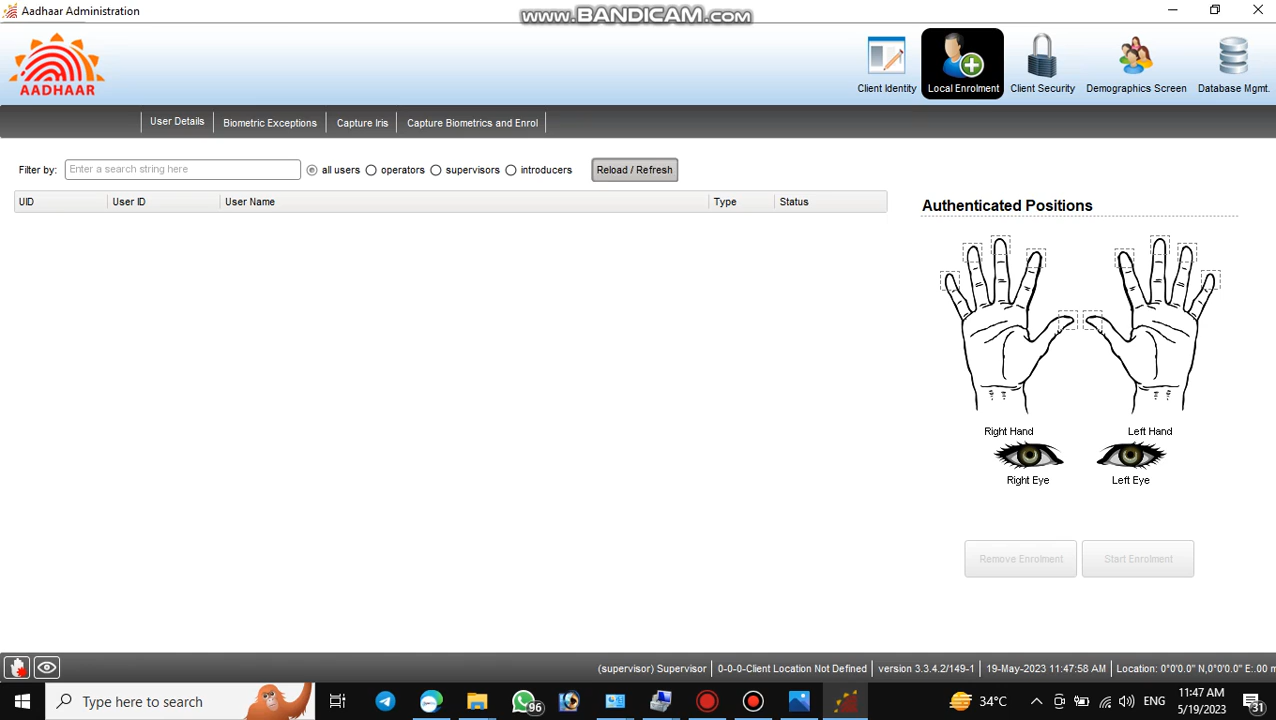 Aadhaar Administration
www.BANDICAM.com
AADHAAR
Client Identity
Local Enrolment
Client Security
Demographics Screen
Database Mgmt.
User Details
Biometric Exceptions
Capture Iris
Capture Biometrics and Enrol
Filter by:
Enter a search string here
all users
operators
supervisors
introducers
Reload / Refresh
UID
User ID
User Name
Type
Status
Authenticated Positions
Right Hand
Left Hand
Right Eye
Left Eye
Remove Enrolment
Start Enrolment
(supervisor) Supervisor
0-0-0-Client Location Not Defined
version 3.3.4.2/149-1
19-May-2023 11:47:58 AM
Location: 0°0'0.0" N,0°0'0.0" E:.00 m
Type here to search
96
34°C
ENG
11:47 AM
5/19/2023
31